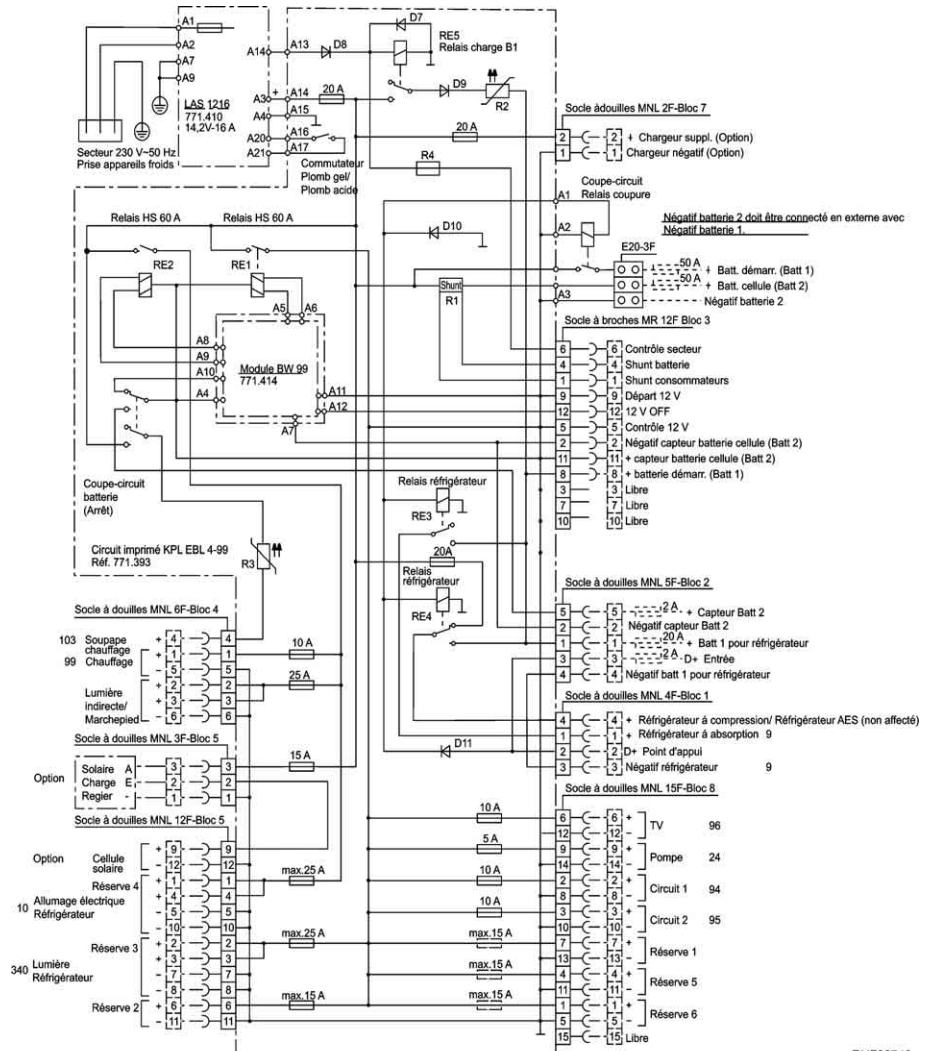 A1
A2
A7
A9
A14
A13
D8
D7
RE5
Relais charge B1
D9
R2
LAS 1216
771.410
14,2V-16 A
A3
+
A14
20 A
A4
A15
A20
A16
A21
A17
Secteur 230 V~50 Hz
Prise appareils froids
Commutateur
Plomb gel/
Plomb acide
R4
20 A
Socle àdouilles MNL 2F-Bloc 7
2 2 + Chargeur suppl. (Option)
1 1 Chargeur négatif (Option)
Coupe-circuit
Relais coupure
A1
A2
A3
Négatif batterie 2 doit être connecté en externe avec
Négatif batterie 1.
E20-3F
50 A + Batt. démarr. (Batt 1)
50 A + Batt. cellule (Batt 2)
Négatif batterie 2
Relais HS 60 A
Relais HS 60 A
D10
RE2
RE1
Shunt
R1
A5
A6
A8
A9
A10
A4
Module BW 99
771.414
A11
A12
A7
Socle à broches MR 12F Bloc 3
6 6 Contrôle secteur
4 4 Shunt batterie
1 1 Shunt consommateurs
9 9 Départ 12 V
12 12 12 V OFF
5 5 Contrôle 12 V
2 2 Négatif capteur batterie cellule (Batt 2)
11 11 + capteur batterie cellule (Batt 2)
8 8 + batterie démarr. (Batt 1)
3 3 Libre
7 7 Libre
10 10 Libre
Coupe-circuit
batterie
(Arrêt)
Relais réfrigérateur
RE3
20A
Relais
réfrigérateur
RE4
R3
Circuit imprimé KPL EBL 4-99
Réf. 771.393
Socle à douilles MNL 5F-Bloc 2
5 5 2 A + Capteur Batt 2
2 2 Négatif capteur Batt 2
1 1 20 A + Batt 1 pour réfrigérateur
3 3 2 A D+ Entrée
4 4 Négatif batt 1 pour réfrigérateur
Socle à douilles MNL 6F-Bloc 4
103 Soupape
chauffage
99 Chauffage
+ 4 4
+ 1 1
− 5 5
10 A
Lumière
indirecte/
Marchepied
+ 2 2
+ 3 3
− 6 6
25 A
Socle à douilles MNL 4F-Bloc 1
4 4 + Réfrigérateur á compression/ Réfrigérateur AES (non affecté)
1 1 + Réfrigérateur á absorption 9
2 2 D+ Point d'appui
3 3 Négatif réfrigérateur 9
D11
Socle à douilles MNL 3F-Bloc 5
Option
Solaire A 3 3
Charge E 2 2
Regier - 1 1
15 A
Socle à douilles MNL 12F-Bloc 5
Option Cellule
solaire
+ 9 9
− 12 12
Réserve 4
10 Allumage électrique
Réfrigérateur
+ 1 1
+ 4 4
− 5 5
− 10 10
max.25 A
Réserve 3
340 Lumière
Réfrigérateur
+ 2 2
+ 3 3
− 7 7
− 8 8
max.25 A
Réserve 2
+ 6 6
− 11 11
max.15 A
Socle à douilles MNL 15F-Bloc 8
10 A 6 6 +
12 12 −
TV 96
5 A 9 9 +
14 14 −
Pompe 24
10 A 2 2 +
8 8 −
Circuit 1 94
10 A 3 3 +
10 10 −
Circuit 2 95
max.15 A 7 7 +
13 13 −
Réserve 1
max.15 A 4 4 +
11 11 −
Réserve 5
max.15 A 1 1 +
5 5 −
Réserve 6
15 15 Libre